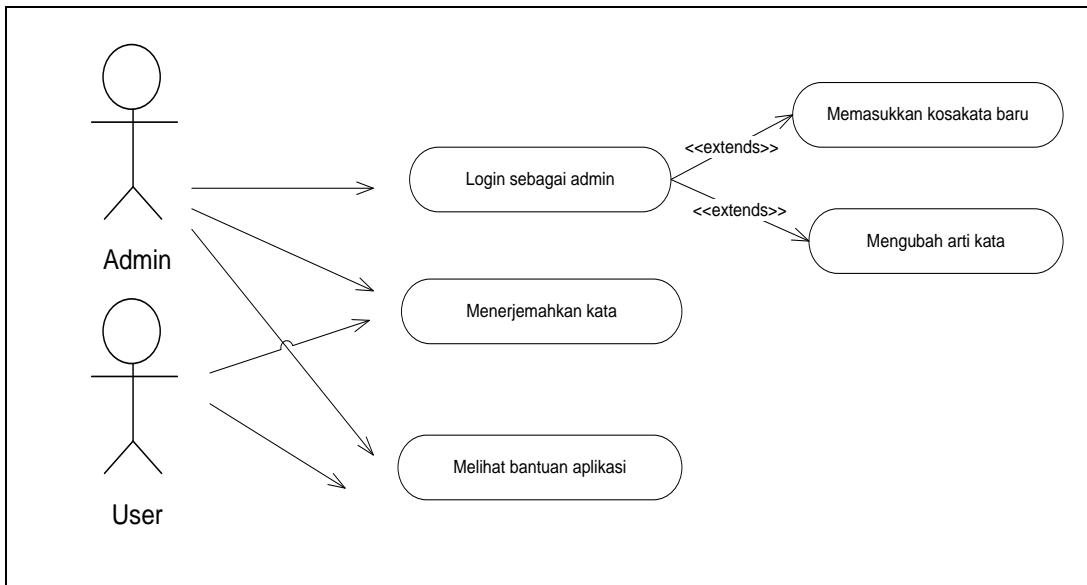 Memasukkan kosakata baru
<<extends>>
Login sebagai admin
<<extends>>
Mengubah arti kata
Admin
Menerjemahkan kata
Melihat bantuan aplikasi
User